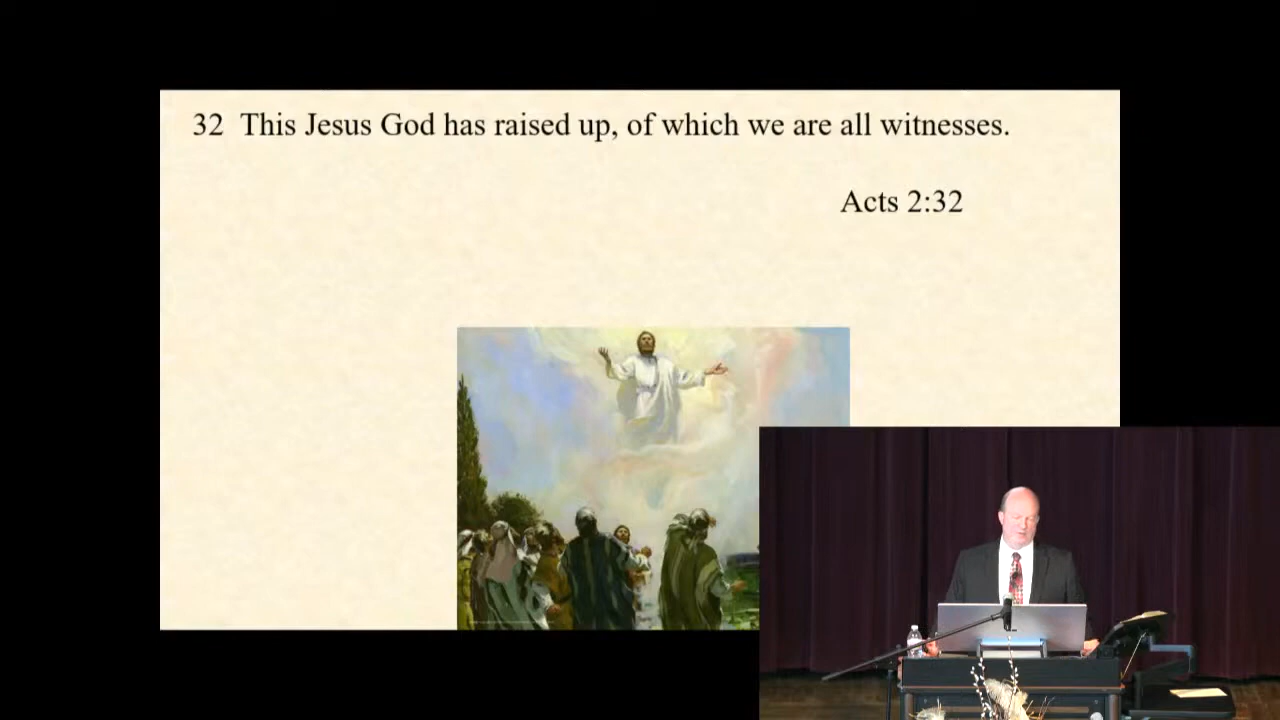 32 This Jesus God has raised up, of which we are all witnesses.
Acts 2:32